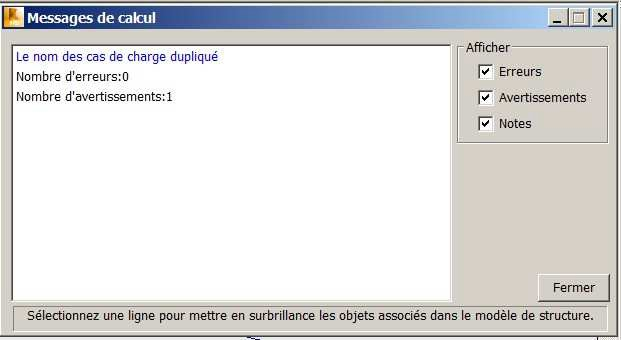 Messages de calcul
Le nom des cas de charge dupliqué
Nombre d'erreurs:0
Nombre d'avertissements:1
Afficher
Erreurs
Avertissements
Notes
Fermer
Sélectionnez une ligne pour mettre en surbrillance les objets associés dans le modèle de structure.